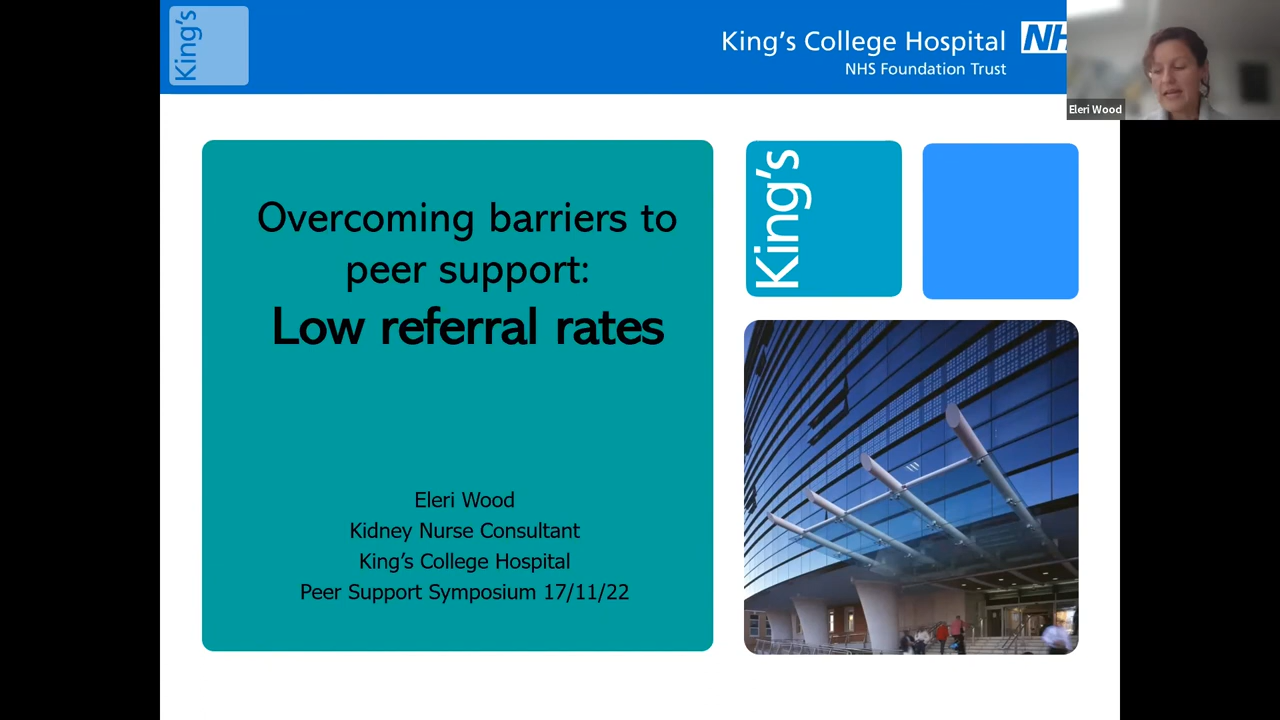 King's
King's College Hospital
NHS Foundation Trust
Eleri Wood
Overcoming barriers to
peer support:
Low referral rates
King's
Eleri Wood
Kidney Nurse Consultant
King's College Hospital
Peer Support Symposium 17/11/22